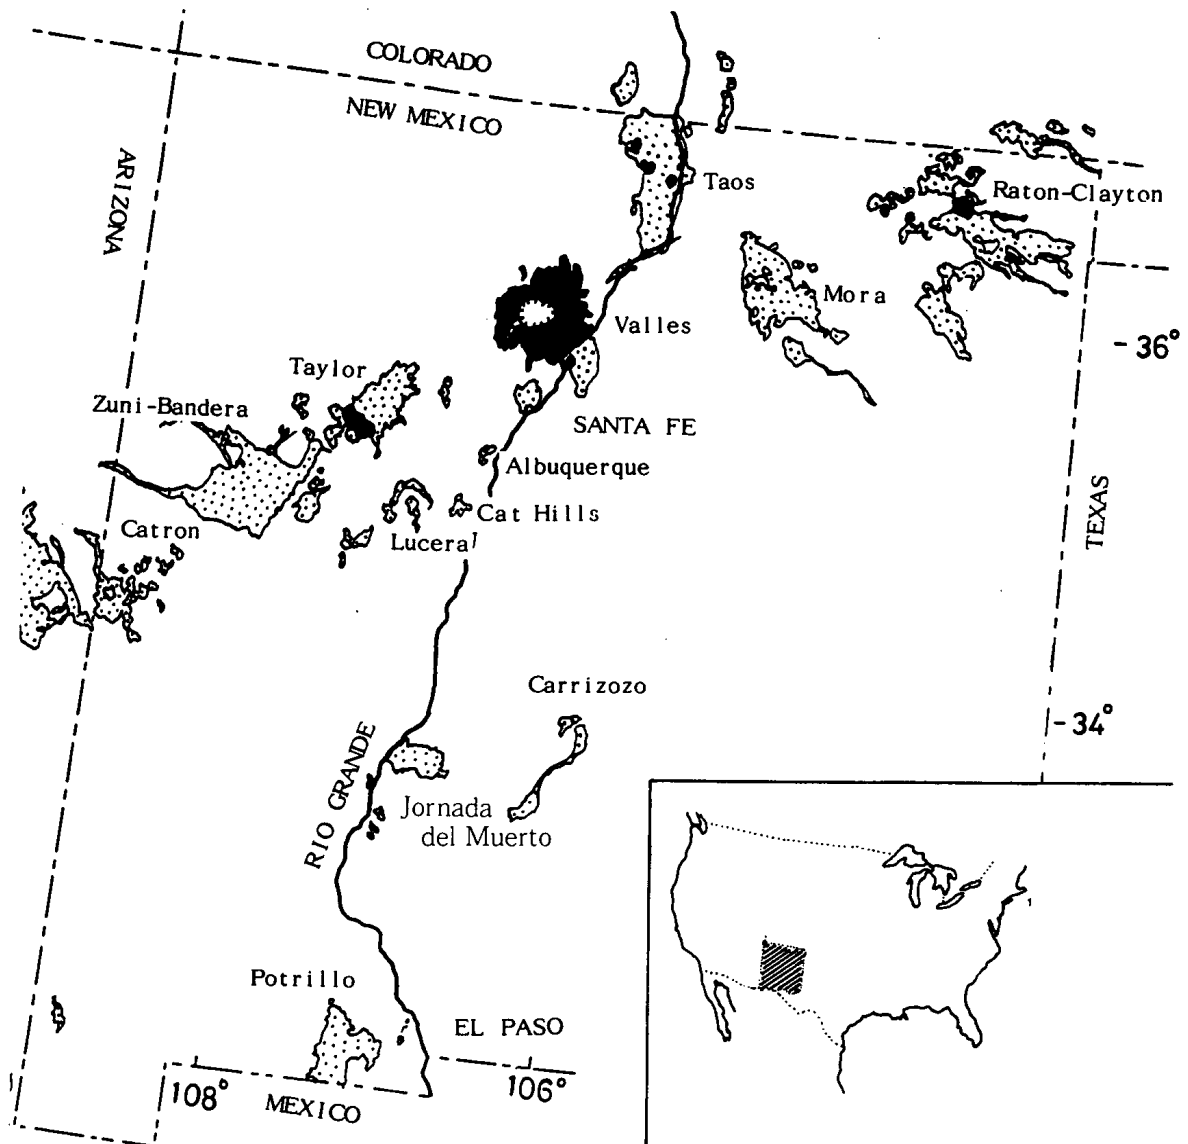 COLORADO
NEW MEXICO
ARIZONA
Taos
Raton-Clayton
Mora
Valles
-36°
Taylor
Zuni-Bandera
SANTA FE
Albuquerque
Cat Hills
Lucera
Catron
TEXAS
Carrizozo
-34°
RIO GRANDE
Jornada
del Muerto
Potrillo
EL PASO
108°
106°
MEXICO